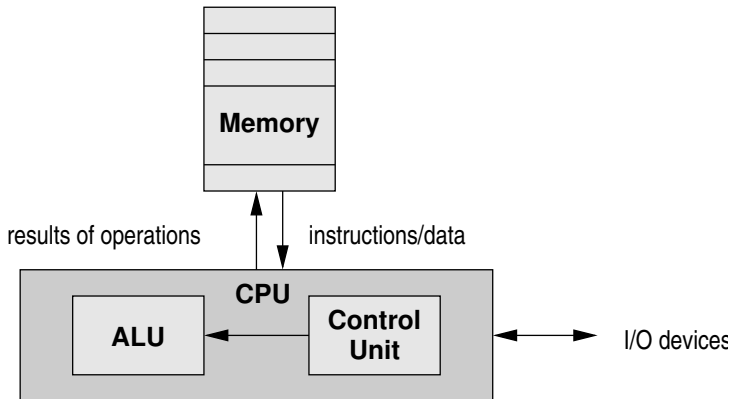 Memory
results of operations
instructions/data
CPU
ALU
Control
Unit
I/O devices